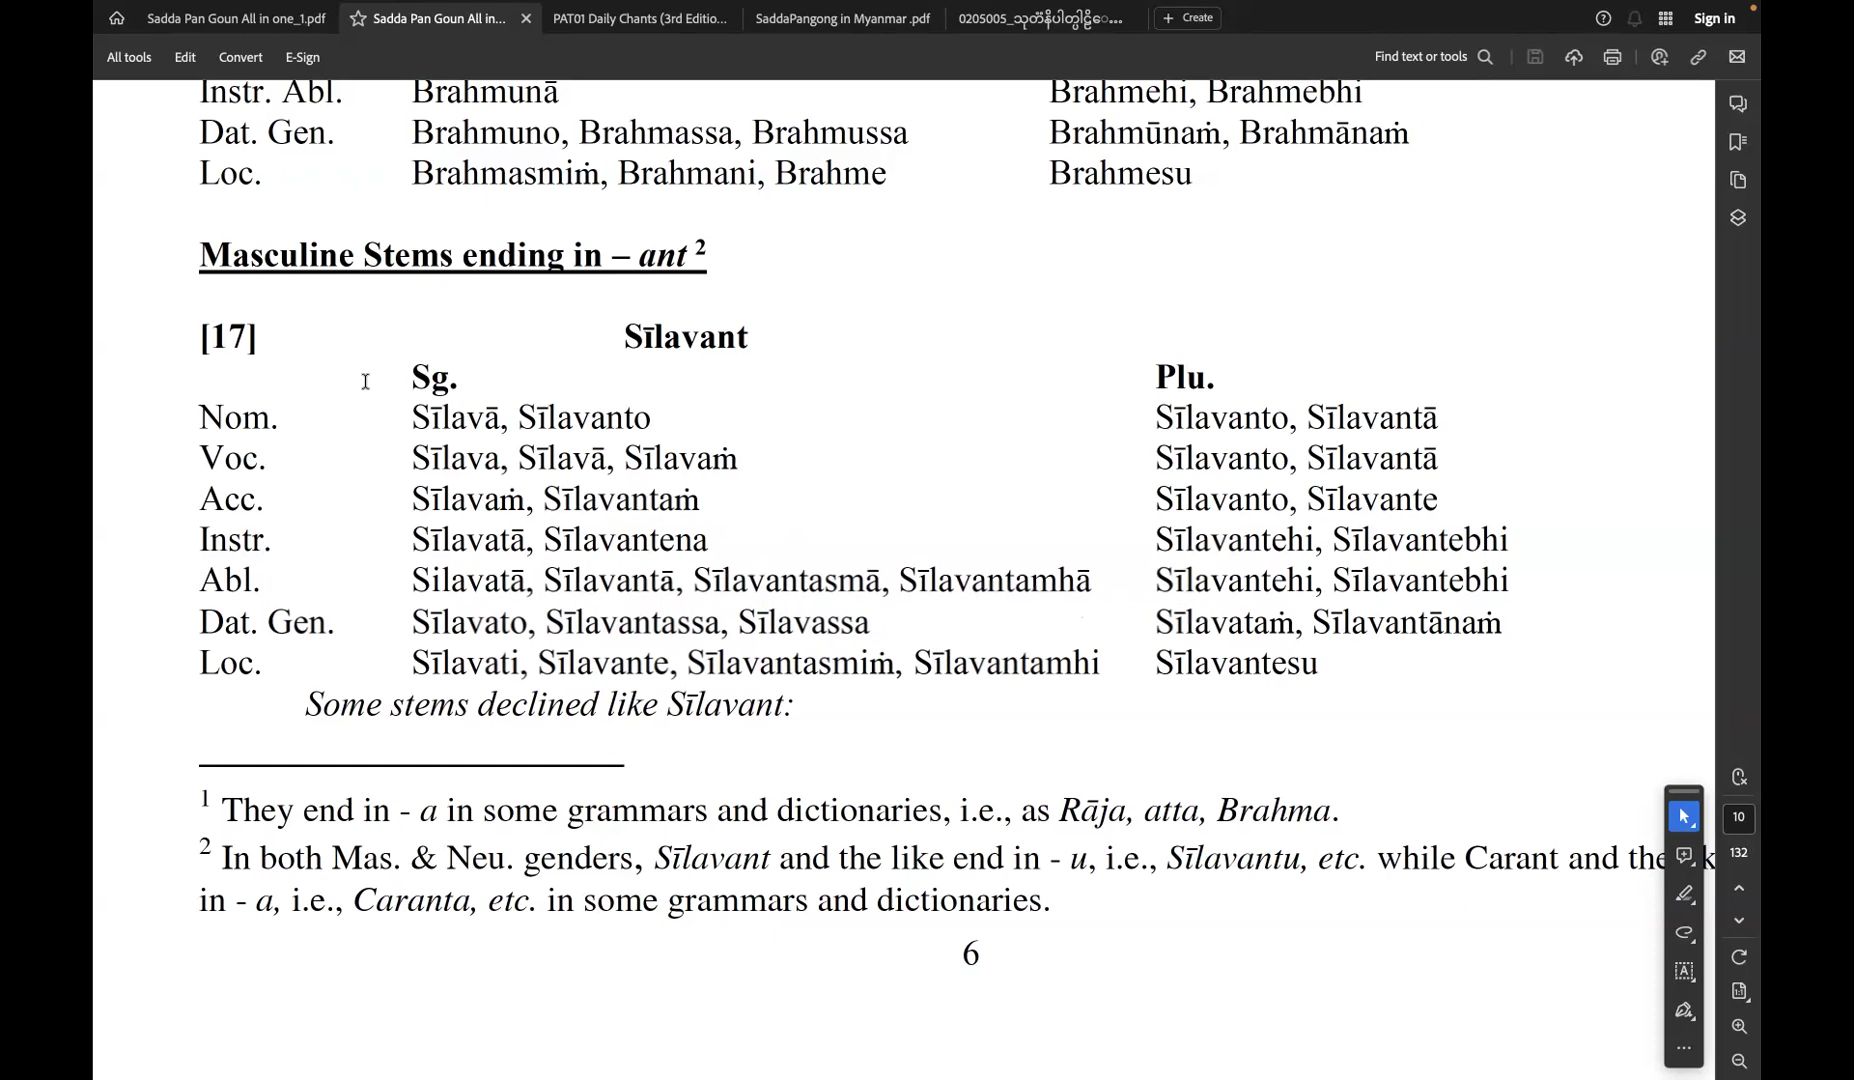 Sadda Pan Goun All in one_1.pdf
Sadda Pan Goun All in...
PAT01 Daily Chants (3rd Editio...
SaddaPangong in Myanmar .pdf
+ Create
Sign in
All tools Edit Convert E-Sign
Find text or tools
Instr. Abl. Brahmunā Brahmehi, Brahmebhi
Dat. Gen. Brahmuno, Brahmassa, Brahmussa Brahmūnaṁ, Brahmānaṁ
Loc. Brahmasmiṁ, Brahmani, Brahme Brahmesu
Masculine Stems ending in – ant 2
[17] Sīlavant
Sg. Plu.
Nom. Sīlavā, Sīlavanto Sīlavanto, Sīlavantā
Voc. Sīlava, Sīlavā, Sīlavaṁ Sīlavanto, Sīlavantā
Acc. Sīlavaṁ, Sīlavantaṁ Sīlavanto, Sīlavante
Instr. Sīlavatā, Sīlavantena Sīlavantehi, Sīlavantebhi
Abl. Silavatā, Sīlavantā, Sīlavantasmā, Sīlavantamhā Sīlavantehi, Sīlavantebhi
Dat. Gen. Sīlavato, Sīlavantassa, Sīlavassa Sīlavataṁ, Sīlavantānaṁ
Loc. Sīlavati, Sīlavante, Sīlavantasmiṁ, Sīlavantamhi Sīlavantesu
Some stems declined like Sīlavant:
1 They end in - a in some grammars and dictionaries, i.e., as Rāja, atta, Brahma.
2 In both Mas. & Neu. genders, Sīlavant and the like end in - u, i.e., Sīlavantu, etc. while Carant and the
in - a, i.e., Caranta, etc. in some grammars and dictionaries.
6
10
132